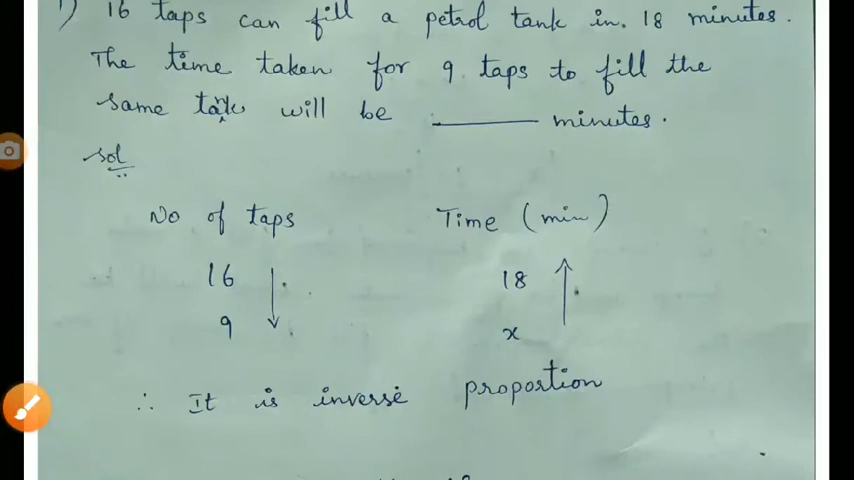 1) 16 taps can fill a petrol tank in. 18 minutes.
The time taken for 9 taps to fill the
same tank will be ______ minutes.
sol
No of taps Time (min)
16 ↓ 18 ↑
9 x
∴ It is inverse proportion